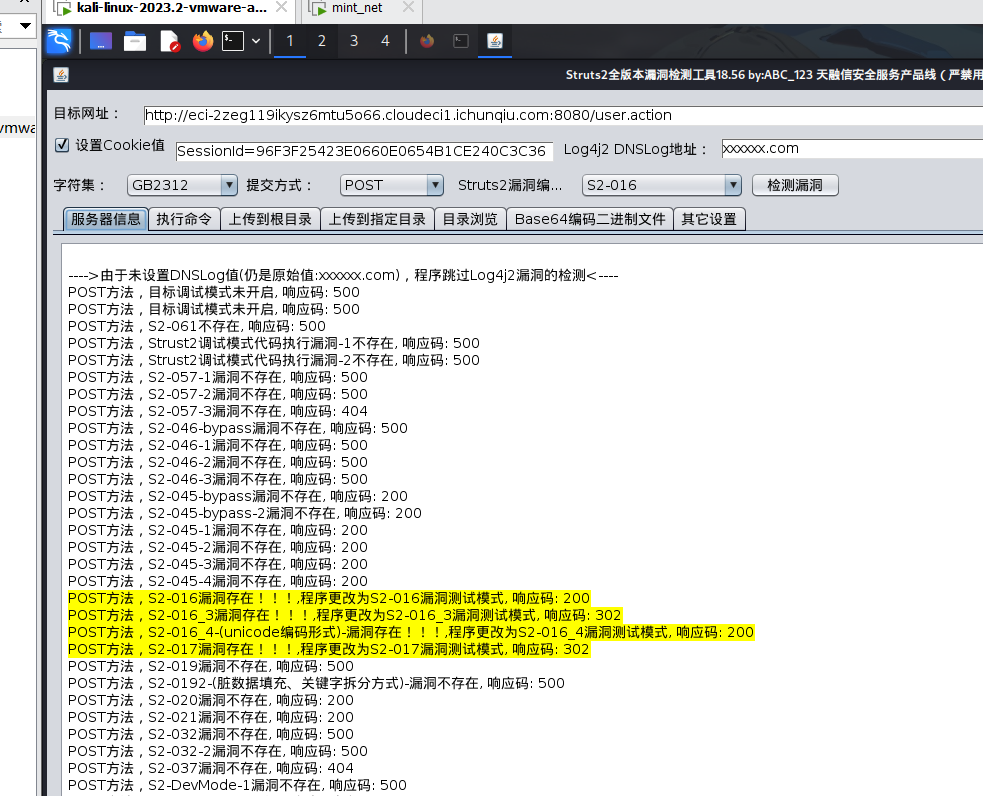 kali-linux-2023.2-vmware-a...
mint_net
1 2 3 4
Struts2全版本漏洞检测工具18.56 by:ABC_123 天融信安全服务产品线（严禁用
vmwa
目标网址：
http://eci-2zeg119ikysz6mtu5o66.cloudeci1.ichunqiu.com:8080/user.action
设置Cookie值
SessionId=96F3F25423E0660E0654B1CE240C3C36
Log4j2 DNSLog地址：
xxxxxx.com
字符集：
GB2312
提交方式：
POST
Struts2漏洞编...
S2-016
检测漏洞
服务器信息 执行命令 上传到根目录 上传到指定目录 目录浏览 Base64编码二进制文件 其它设置
---->由于未设置DNSLog值(仍是原始值:xxxxxx.com)，程序跳过Log4j2漏洞的检测<----
POST方法，目标调试模式未开启, 响应码: 500
POST方法，目标调试模式未开启, 响应码: 500
POST方法，S2-061不存在, 响应码: 500
POST方法，Strust2调试模式代码执行漏洞-1不存在, 响应码: 500
POST方法，Strust2调试模式代码执行漏洞-2不存在, 响应码: 500
POST方法，S2-057-1漏洞不存在, 响应码: 500
POST方法，S2-057-2漏洞不存在, 响应码: 500
POST方法，S2-057-3漏洞不存在, 响应码: 404
POST方法，S2-046-bypass漏洞不存在, 响应码: 500
POST方法，S2-046-1漏洞不存在, 响应码: 500
POST方法，S2-046-2漏洞不存在, 响应码: 500
POST方法，S2-046-3漏洞不存在, 响应码: 500
POST方法，S2-045-bypass漏洞不存在, 响应码: 200
POST方法，S2-045-bypass-2漏洞不存在, 响应码: 200
POST方法，S2-045-1漏洞不存在, 响应码: 200
POST方法，S2-045-2漏洞不存在, 响应码: 200
POST方法，S2-045-3漏洞不存在, 响应码: 200
POST方法，S2-045-4漏洞不存在, 响应码: 200
POST方法，S2-016漏洞存在！！！,程序更改为S2-016漏洞测试模式, 响应码: 200
POST方法，S2-016_3漏洞存在！！！,程序更改为S2-016_3漏洞测试模式, 响应码: 302
POST方法，S2-016_4-(unicode编码形式)-漏洞存在！！！,程序更改为S2-016_4漏洞测试模式, 响应码: 200
POST方法，S2-017漏洞存在！！！,程序更改为S2-017漏洞测试模式, 响应码: 302
POST方法，S2-019漏洞不存在, 响应码: 500
POST方法，S2-0192-(脏数据填充、关键字拆分方式)-漏洞不存在, 响应码: 500
POST方法，S2-020漏洞不存在, 响应码: 200
POST方法，S2-021漏洞不存在, 响应码: 200
POST方法，S2-032漏洞不存在, 响应码: 500
POST方法，S2-032-2漏洞不存在, 响应码: 500
POST方法，S2-037漏洞不存在, 响应码: 404
POST方法，S2-DevMode-1漏洞不存在, 响应码: 500